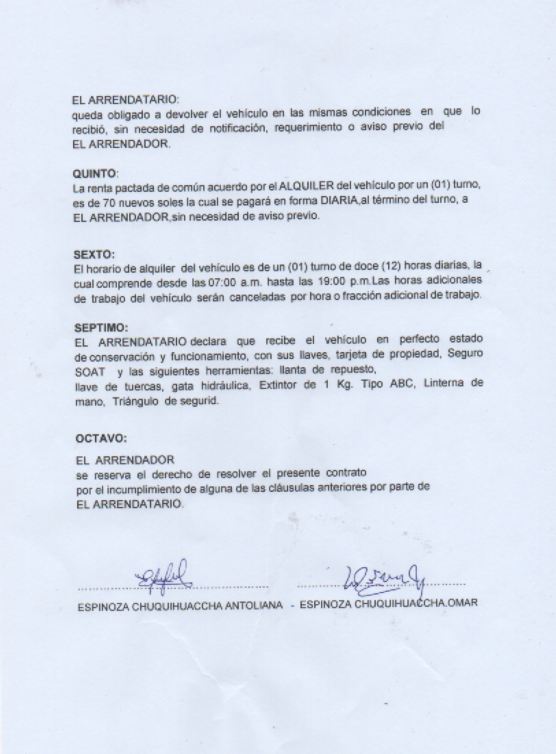 EL ARRENDATARIO:
queda obligado a devolver el vehículo en las mismas condiciones en que lo
recibió, sin necesidad de notificación, requerimiento o aviso previo del
EL ARRENDADOR.
QUINTO:
La renta pactada de común acuerdo por el ALQUILER del vehículo por un (01) turno,
es de 70 nuevos soles la cual se pagará en forma DIARIA,al término del turno, a
EL ARRENDADOR,sin necesidad de aviso previo.
SEXTO:
El horario de alquiler del vehículo es de un (01) turno de doce (12) horas diarias, la
cual comprende desde las 07:00 a.m. hasta las 19:00 p.m.Las horas adicionales
de trabajo del vehículo serán canceladas por hora o fracción adicional de trabajo.
SEPTIMO:
EL ARRENDATARIO declara que recibe el vehículo en perfecto estado
de conservación y funcionamiento, con sus llaves, tarjeta de propiedad, Seguro
SOAT y las siguientes herramientas: llanta de repuesto,
llave de tuercas, gata hidráulica, Extintor de 1 Kg. Tipo ABC, Linterna de
mano, Triángulo de segurid.
OCTAVO:
EL ARRENDADOR
se reserva el derecho de resolver el presente contrato
por el incumplimiento de alguna de las cláusulas anteriores por parte de
EL ARRENDATARIO.
ESPINOZA CHUQUIHUACCHA ANTOLIANA - ESPINOZA CHUQUIHUACCHA.OMAR